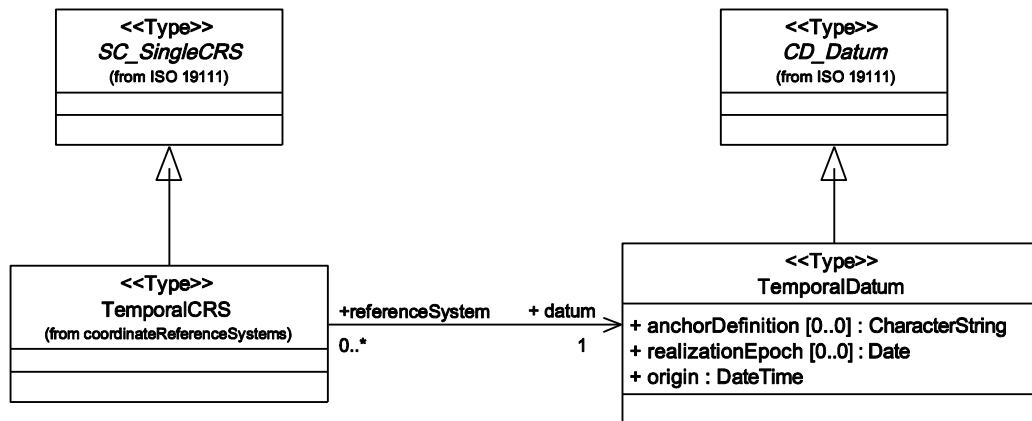 <<Type>>
SC_SingleCRS
(from ISO 19111)
<<Type>>
CD_Datum
(from ISO 19111)
<<Type>>
TemporalCRS
(from coordinateReferenceSystems)
+referenceSystem
0..*
+ datum
1
<<Type>>
TemporalDatum
+ anchorDefinition [0..0] : CharacterString
+ realizationEpoch [0..0] : Date
+ origin : DateTime